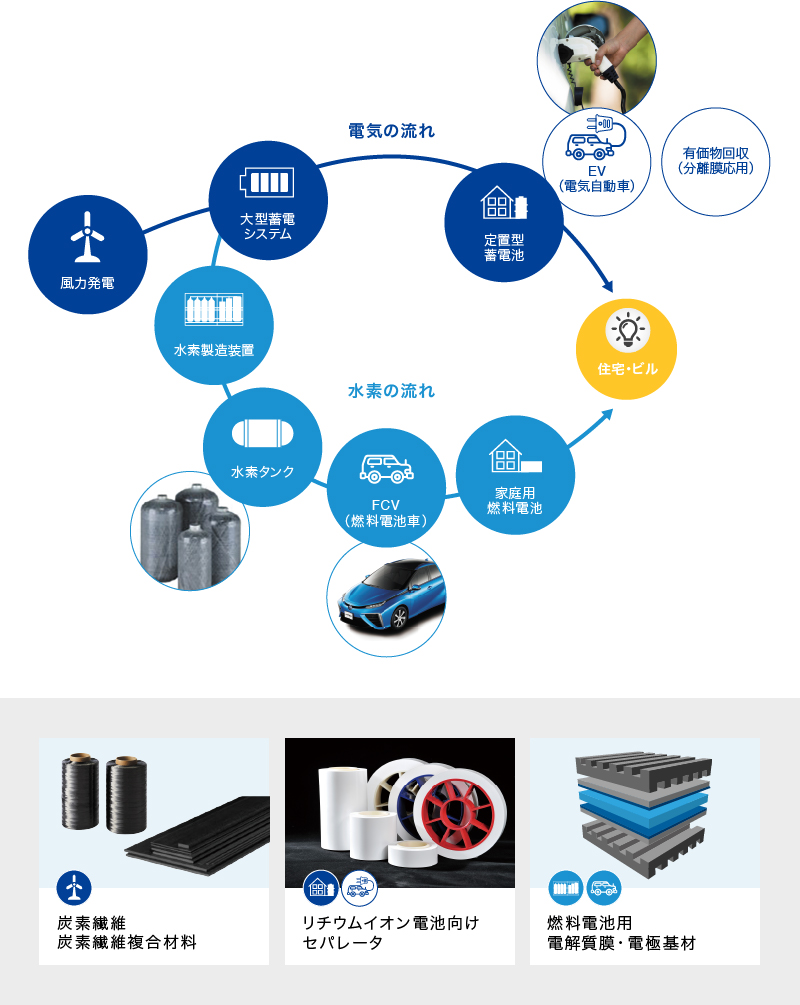 電気の流れ
EV
（電気自動車）
有価物回収
（分離膜応用）
大型蓄電
システム
定置型
蓄電池
風力発電
水素製造装置
住宅・ビル
水素の流れ
水素タンク
FCV
（燃料電池車）
家庭用
燃料電池
炭素繊維
炭素繊維複合材料
リチウムイオン電池向け
セパレータ
燃料電池用
電解質膜・電極基材